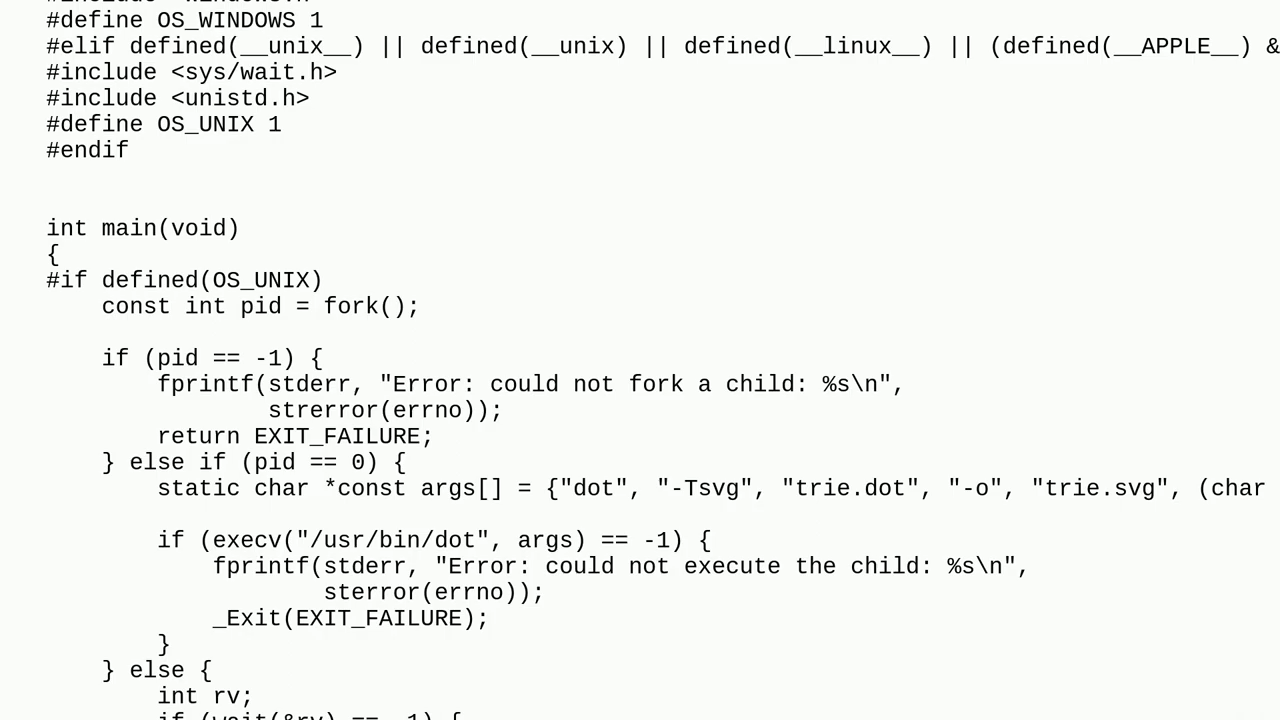 #define OS_WINDOWS 1
#elif defined(__unix__) || defined(__unix) || defined(__linux__) || (defined(__APPLE__) &
#include <sys/wait.h>
#include <unistd.h>
#define OS_UNIX 1
#endif
int main(void)
{
#if defined(OS_UNIX)
    const int pid = fork();
    if (pid == -1) {
        fprintf(stderr, "Error: could not fork a child: %s\n",
                strerror(errno));
        return EXIT_FAILURE;
    } else if (pid == 0) {
        static char *const args[] = {"dot", "-Tsvg", "trie.dot", "-o", "trie.svg", (char
        if (execv("/usr/bin/dot", args) == -1) {
            fprintf(stderr, "Error: could not execute the child: %s\n",
                    sterror(errno));
            _Exit(EXIT_FAILURE);
        }
    } else {
        int rv;
        if (wait(&rv) == -1) {